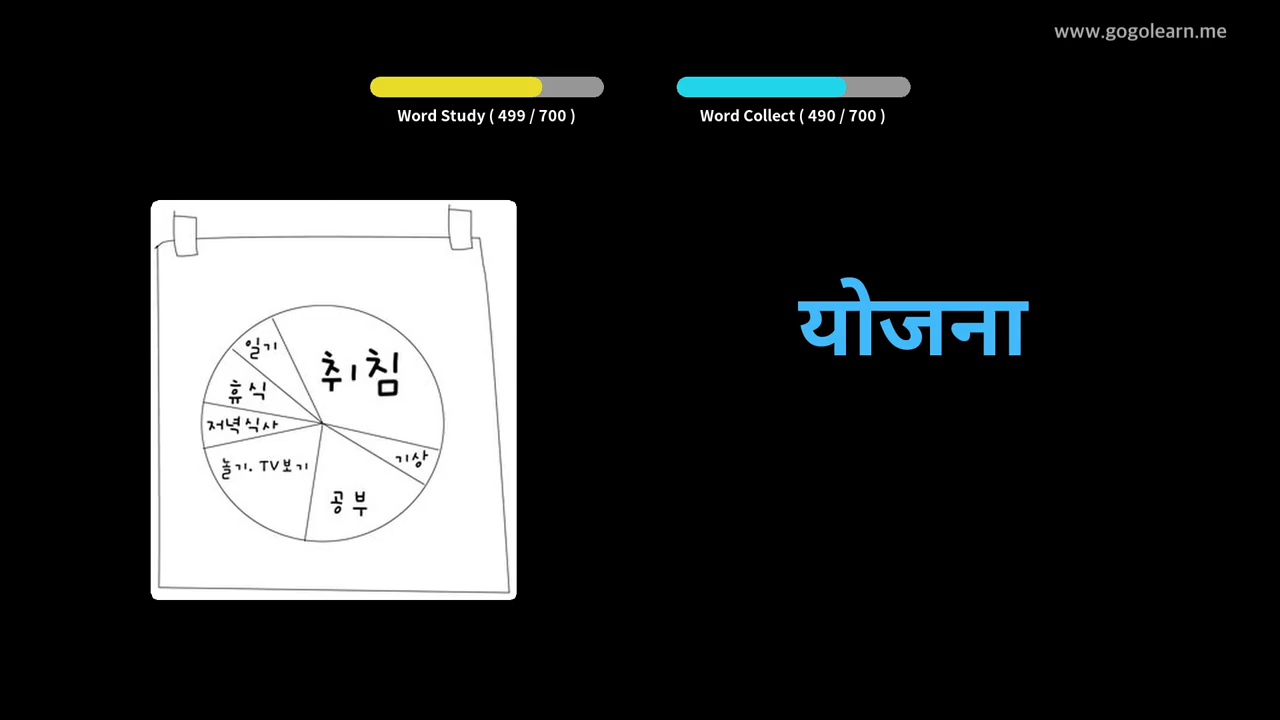 www.gogolearn.me
Word Study ( 499 / 700 )
Word Collect ( 490 / 700 )
योजना
일기
취침
휴식
저녁식사
기상
놀기. TV보기
공부